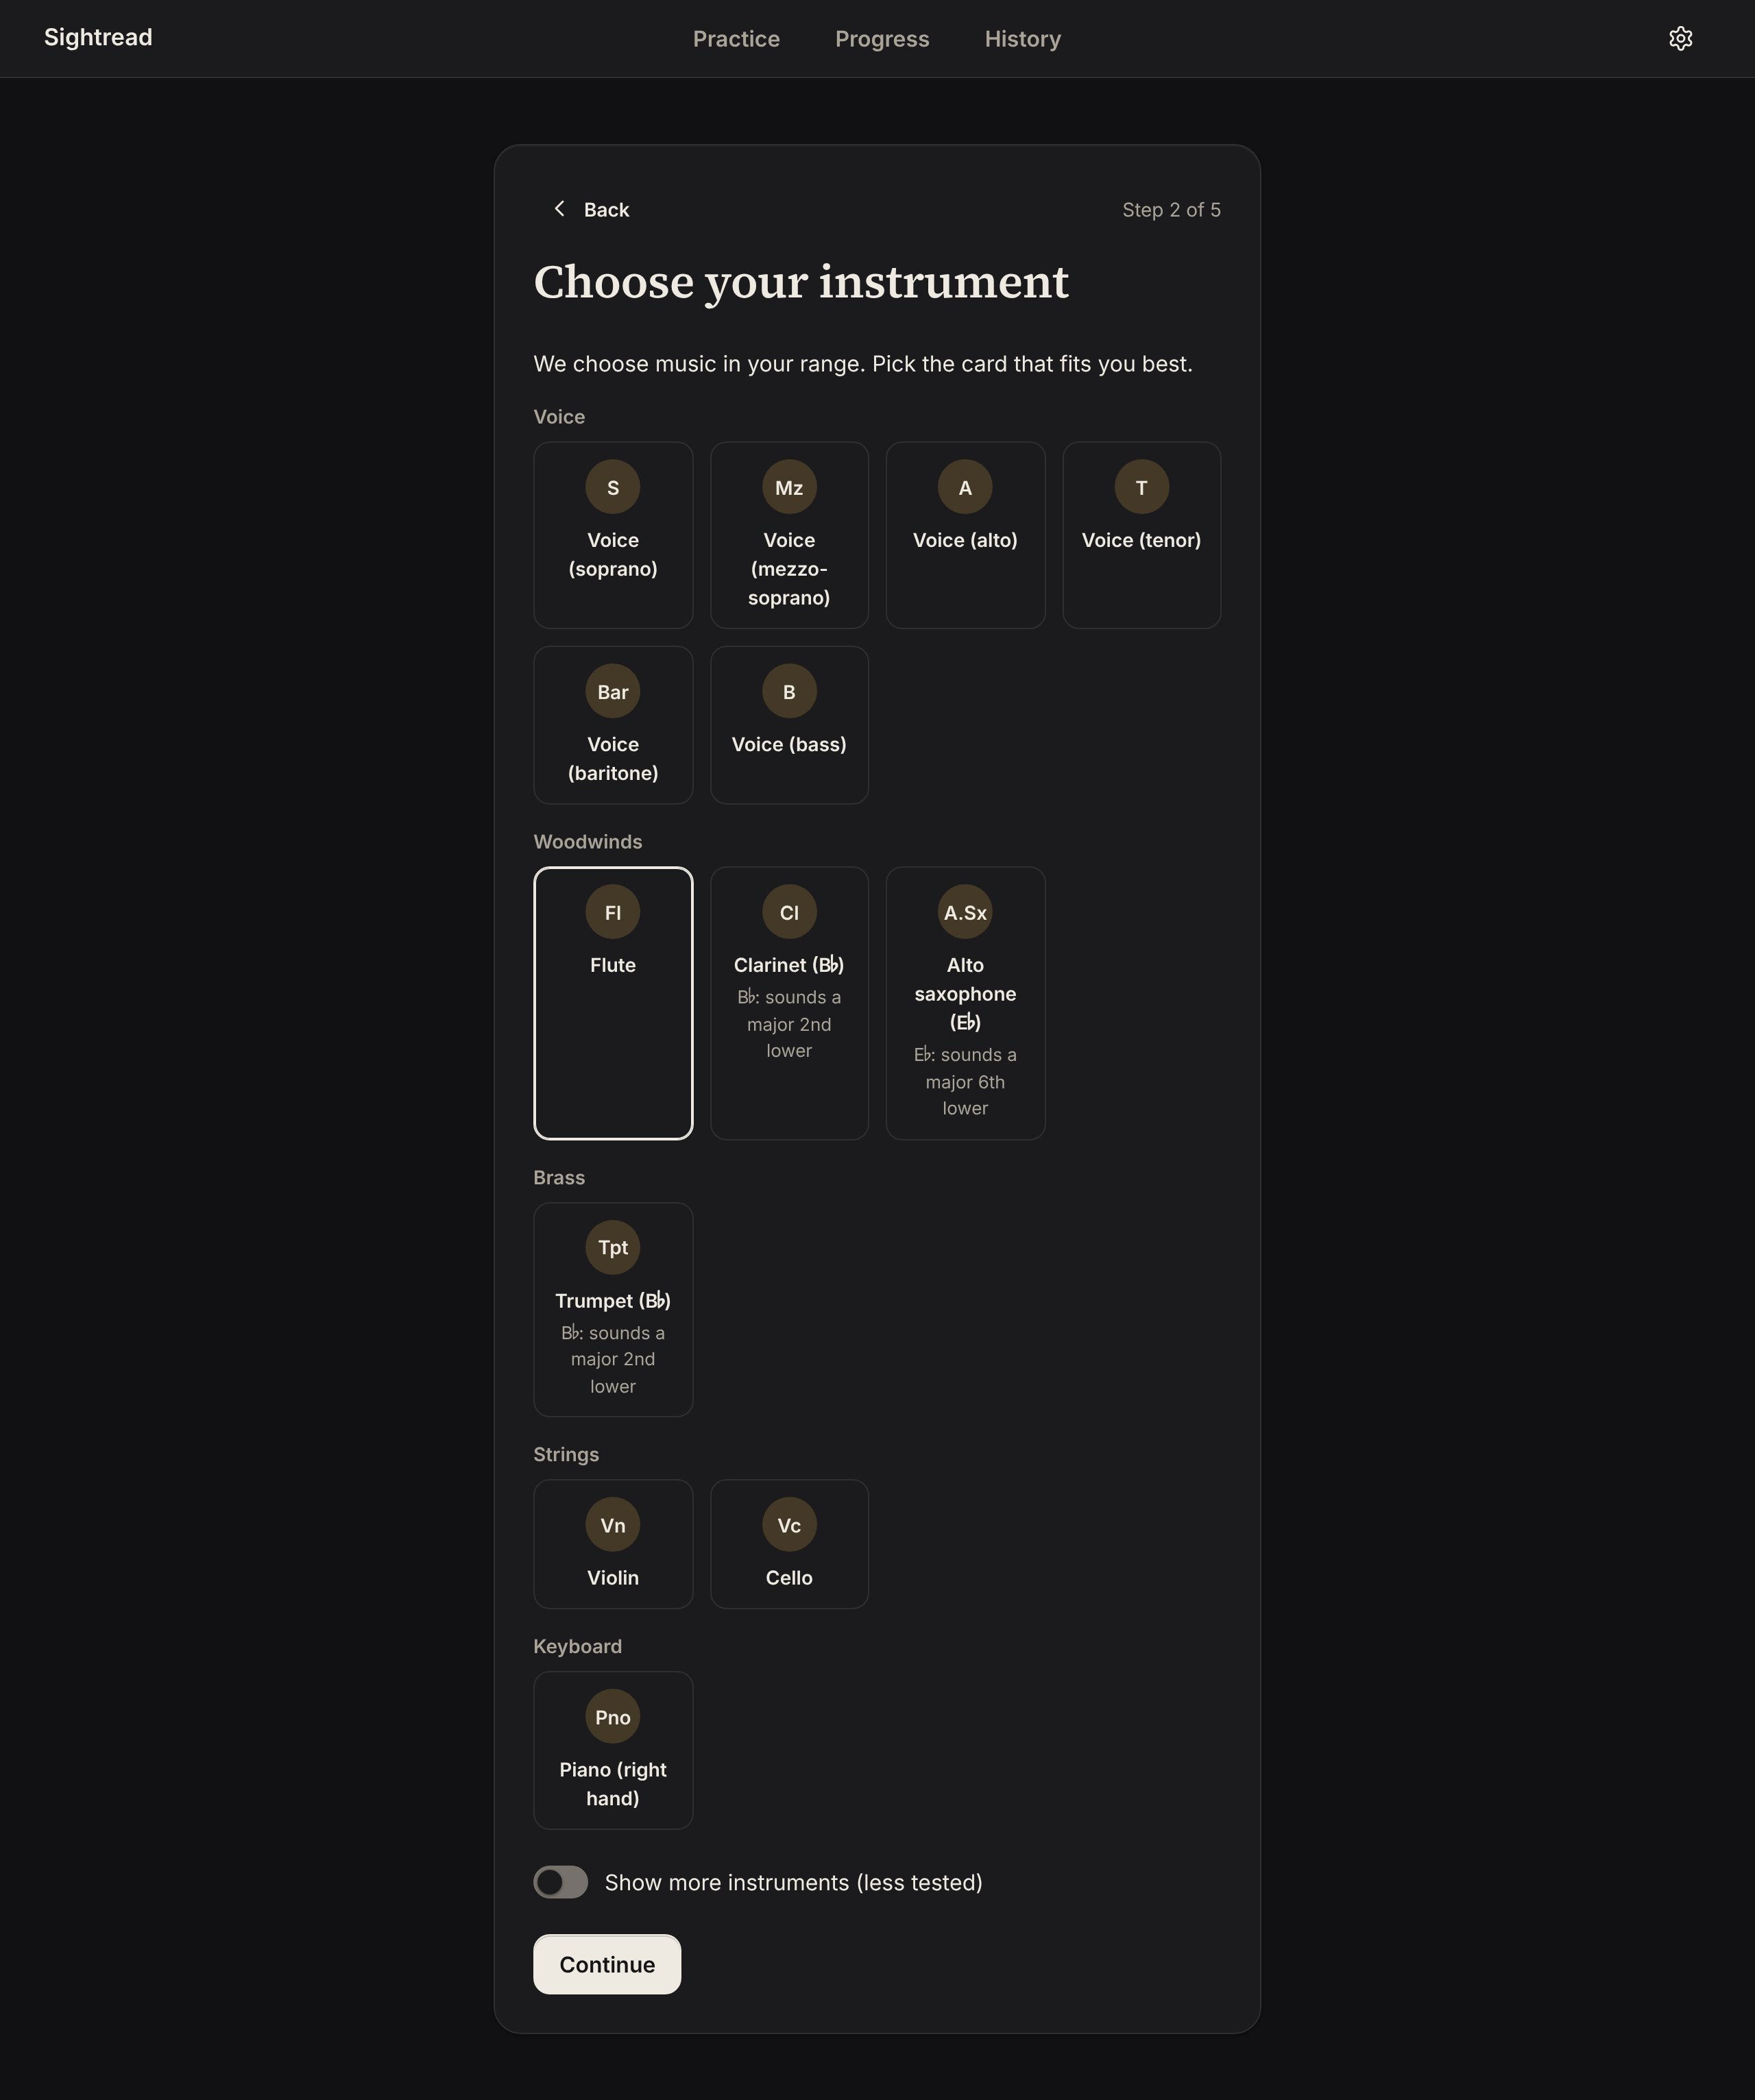 Sightread
Practice
Progress
History
Back
Step 2 of 5
Choose your instrument
We choose music in your range. Pick the card that fits you best.
Voice
S
Voice
(soprano)
Mz
Voice
(mezzo-
soprano)
A
Voice (alto)
T
Voice (tenor)
Bar
Voice
(baritone)
B
Voice (bass)
Woodwinds
Fl
Flute
Cl
Clarinet (B♭)
B♭: sounds a
major 2nd
lower
A.Sx
Alto
saxophone
(E♭)
E♭: sounds a
major 6th
lower
Brass
Tpt
Trumpet (B♭)
B♭: sounds a
major 2nd
lower
Strings
Vn
Violin
Vc
Cello
Keyboard
Pno
Piano (right
hand)
Show more instruments (less tested)
Continue